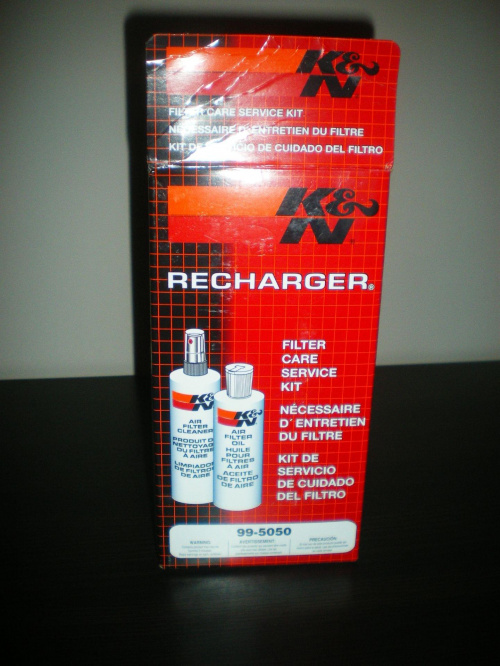 K&N
FILTER CARE SERVICE KIT
NÉCESSAIRE D'ENTRETIEN DU FILTRE
KIT DE SERVICIO DE CUIDADO DEL FILTRO
K&N
RECHARGER®
FILTER
CARE
SERVICE
KIT
NÉCESSAIRE
D'ENTRETIEN
DU FILTRE
KIT DE
SERVICIO
DE CUIDADO
DEL FILTRO
K&N
AIR
FILTER
CLEANER
PRODUIT DE
NETTOYAGE
DU FILTRE
À AIRE
LIMPIADOR
DE FILTRO
DE AIRE
K&N
AIR
FILTER
OIL
HUILE
POUR
FILTRES
À AIR
ACEITE
DE FILTRO
DE AIRE
99-5050
WARNING
AVERTISSEMENT
PRECAUCIÓN